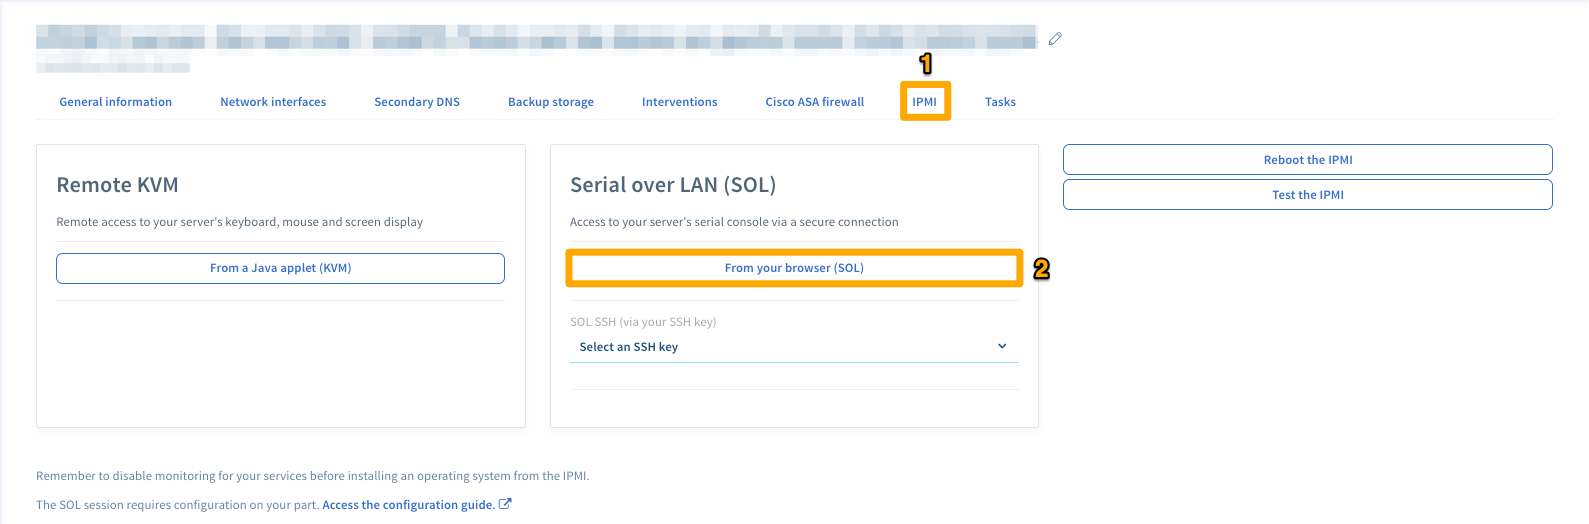 1
General information Network interfaces Secondary DNS Backup storage Interventions Cisco ASA firewall IPMI Tasks
Remote KVM
Remote access to your server's keyboard, mouse and screen display
From a Java applet (KVM)
Serial over LAN (SOL)
Access to your server's serial console via a secure connection
From your browser (SOL)
2
SOL SSH (via your SSH key)
Select an SSH key
Reboot the IPMI
Test the IPMI
Remember to disable monitoring for your services before installing an operating system from the IPMI.
The SOL session requires configuration on your part. Access the configuration guide.